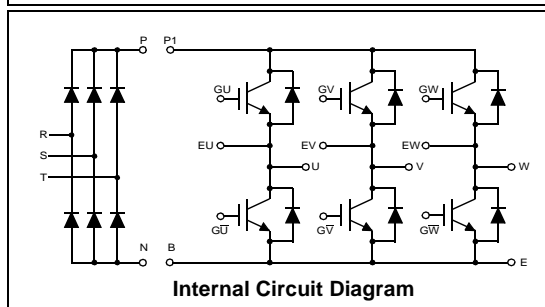 P P1
GU GV GW
R
EU EV EW
S
U V W
T
GU̅ GV̅ GW̅
N B
E
Internal Circuit Diagram